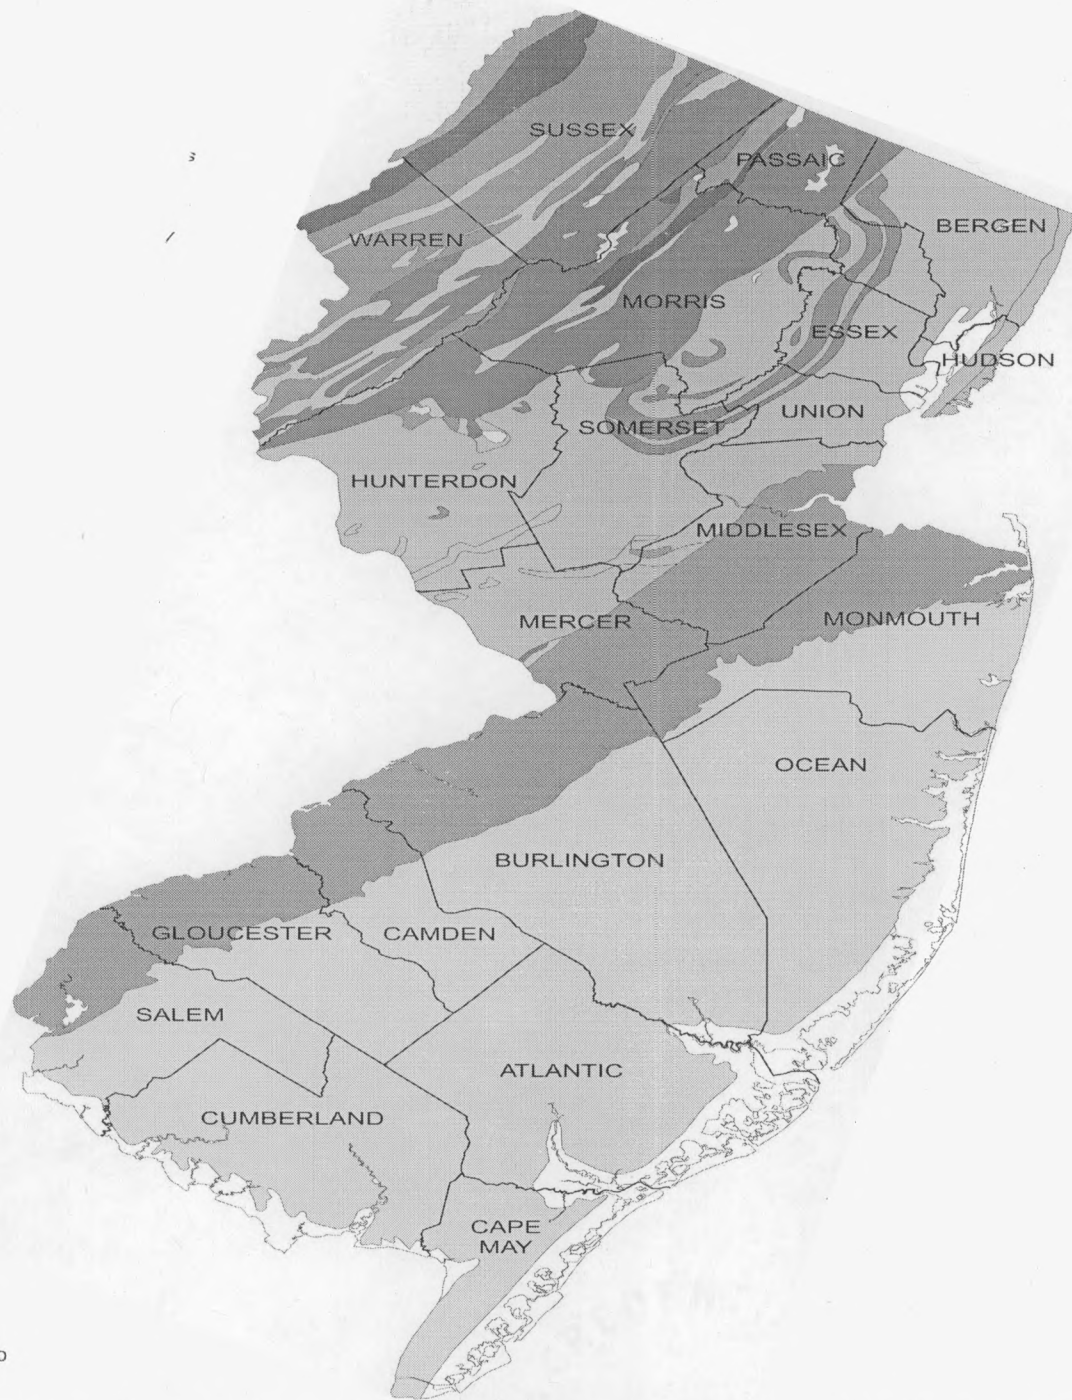 SUSSEX
PASSAIC
BERGEN
WARREN
MORRIS
ESSEX
HUDSON
UNION
SOMERSET
HUNTERDON
MIDDLESEX
MERCER
MONMOUTH
OCEAN
BURLINGTON
GLOUCESTER
CAMDEN
SALEM
ATLANTIC
CUMBERLAND
CAPE
MAY